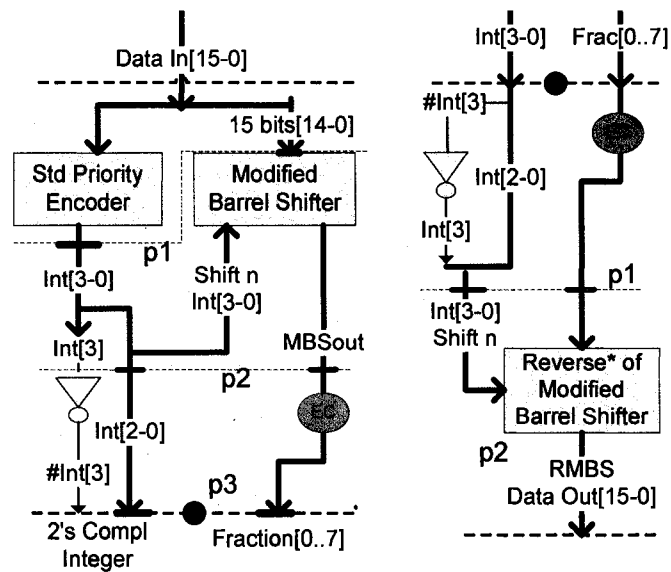 Data In[15-0]
15 bits[14-0]
Std Priority
Encoder
Modified
Barrel Shifter
p1
Int[3-0]
Shift n
Int[3-0]
Int[3]
MBSout
p2
EC
Int[2-0]
#Int[3]
p3
2's Compl
Integer
Fraction[0..7]
Int[3-0]
Frac[0..7]
#Int[3]
Int[2-0]
Int[3]
p1
Int[3-0]
Shift n
Reverse* of
Modified
Barrel Shifter
p2
RMBS
Data Out[15-0]